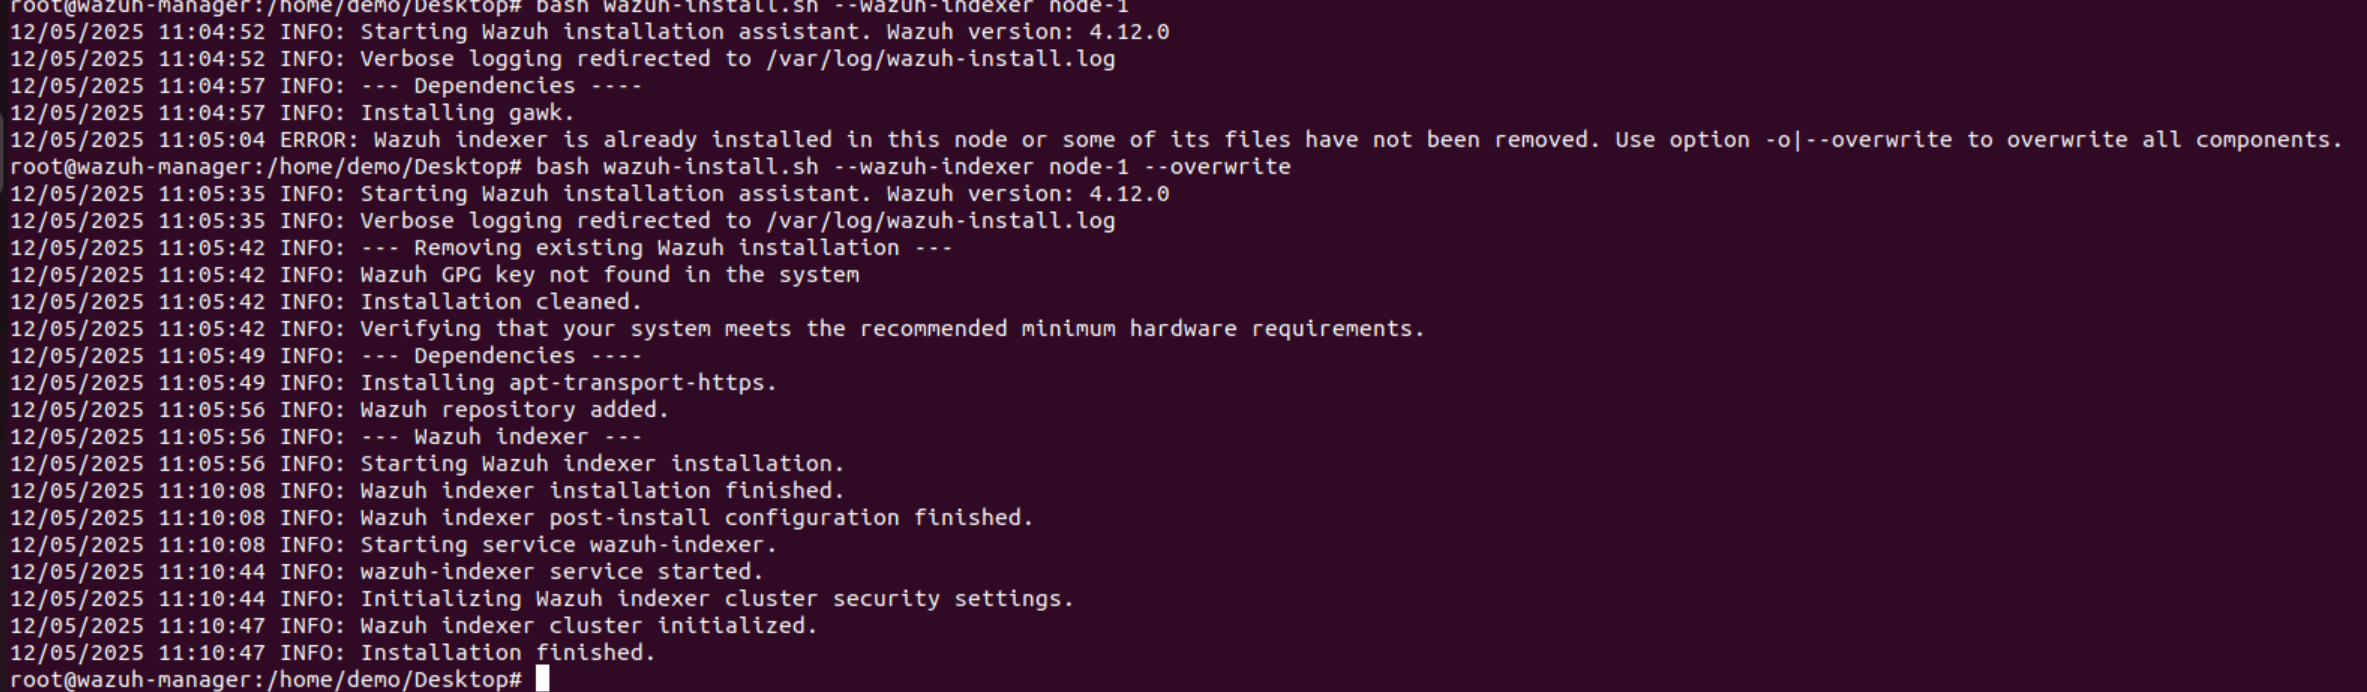 root@wazuh-manager:/home/demo/Desktop# bash wazuh-install.sh --wazuh-indexer node-1
12/05/2025 11:04:52 INFO: Starting Wazuh installation assistant. Wazuh version: 4.12.0
12/05/2025 11:04:52 INFO: Verbose logging redirected to /var/log/wazuh-install.log
12/05/2025 11:04:57 INFO: --- Dependencies ----
12/05/2025 11:04:57 INFO: Installing gawk.
12/05/2025 11:05:04 ERROR: Wazuh indexer is already installed in this node or some of its files have not been removed. Use option -o|--overwrite to overwrite all components.
root@wazuh-manager:/home/demo/Desktop# bash wazuh-install.sh --wazuh-indexer node-1 --overwrite
12/05/2025 11:05:35 INFO: Starting Wazuh installation assistant. Wazuh version: 4.12.0
12/05/2025 11:05:35 INFO: Verbose logging redirected to /var/log/wazuh-install.log
12/05/2025 11:05:42 INFO: --- Removing existing Wazuh installation ---
12/05/2025 11:05:42 INFO: Wazuh GPG key not found in the system
12/05/2025 11:05:42 INFO: Installation cleaned.
12/05/2025 11:05:42 INFO: Verifying that your system meets the recommended minimum hardware requirements.
12/05/2025 11:05:49 INFO: --- Dependencies ----
12/05/2025 11:05:49 INFO: Installing apt-transport-https.
12/05/2025 11:05:56 INFO: Wazuh repository added.
12/05/2025 11:05:56 INFO: --- Wazuh indexer ---
12/05/2025 11:05:56 INFO: Starting Wazuh indexer installation.
12/05/2025 11:10:08 INFO: Wazuh indexer installation finished.
12/05/2025 11:10:08 INFO: Wazuh indexer post-install configuration finished.
12/05/2025 11:10:08 INFO: Starting service wazuh-indexer.
12/05/2025 11:10:44 INFO: wazuh-indexer service started.
12/05/2025 11:10:44 INFO: Initializing Wazuh indexer cluster security settings.
12/05/2025 11:10:47 INFO: Wazuh indexer cluster initialized.
12/05/2025 11:10:47 INFO: Installation finished.
root@wazuh-manager:/home/demo/Desktop#